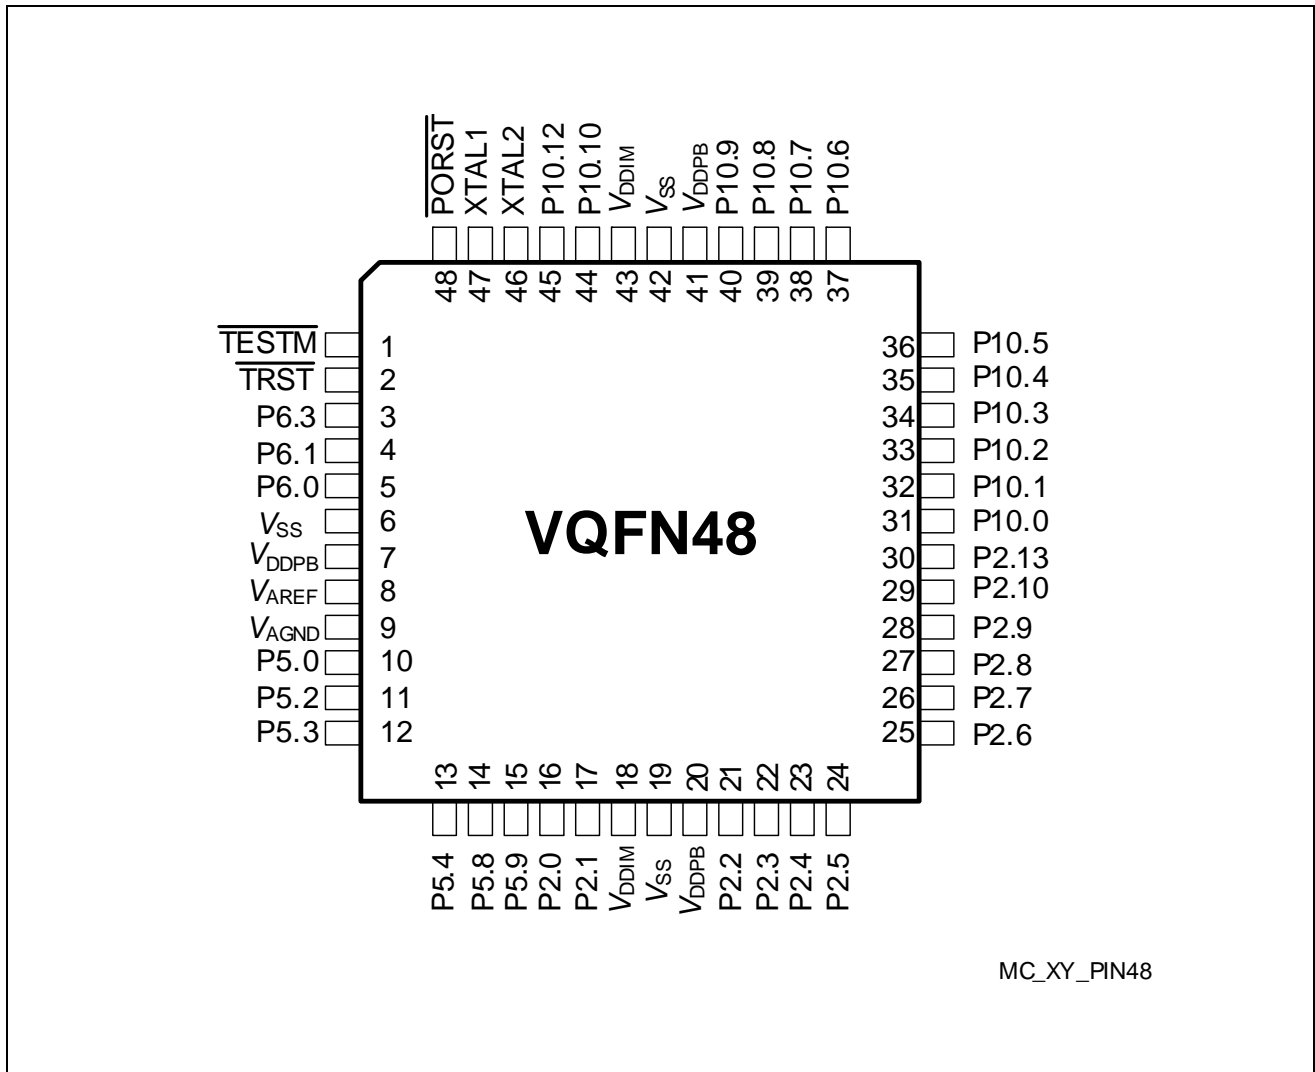 PORST
XTAL1
XTAL2
P10.12
P10.10
VDDIM
VSS
VDDPB
P10.9
P10.8
P10.7
P10.6
48
47
46
45
44
43
42
41
40
39
38
37
TESTM 1
TRST 2
P6.3 3
P6.1 4
P6.0 5
VSS 6
VDDPB 7
VAREF 8
VAGND 9
P5.0 10
P5.2 11
P5.3 12
VQFN48
36 P10.5
35 P10.4
34 P10.3
33 P10.2
32 P10.1
31 P10.0
30 P2.13
29 P2.10
28 P2.9
27 P2.8
26 P2.7
25 P2.6
13
14
15
16
17
18
19
20
21
22
23
24
P5.4
P5.8
P5.9
P2.0
P2.1
VDDIM
VSS
VDDPB
P2.2
P2.3
P2.4
P2.5
MC_XY_PIN48